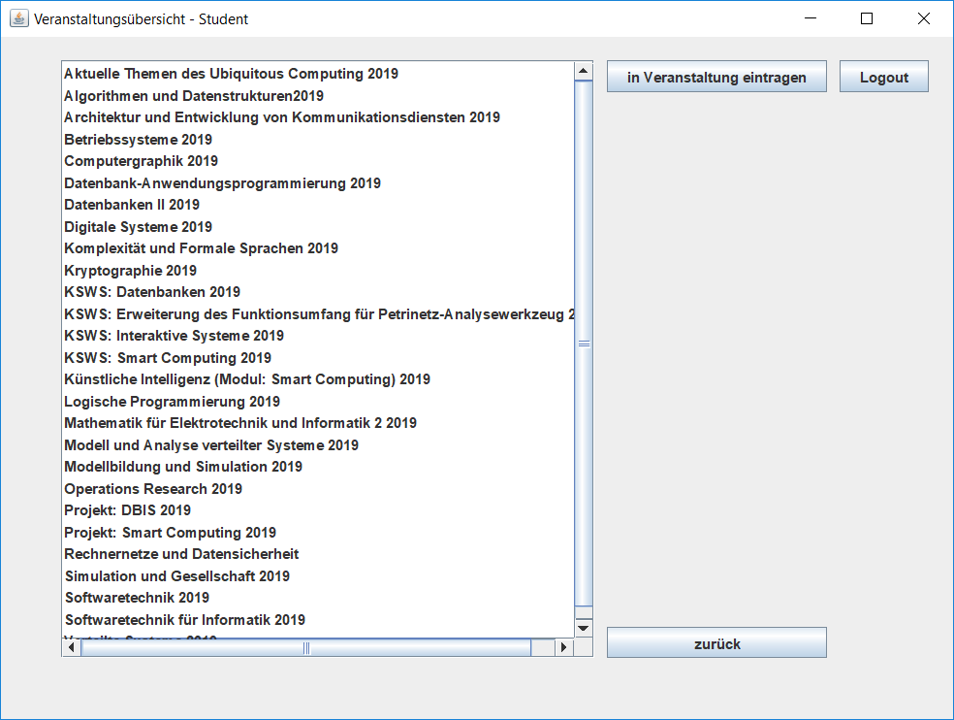 Veranstaltungsübersicht - Student
Aktuelle Themen des Ubiquitous Computing 2019
Algorithmen und Datenstrukturen2019
Architektur und Entwicklung von Kommunikationsdiensten 2019
Betriebssysteme 2019
Computergraphik 2019
Datenbank-Anwendungsprogrammierung 2019
Datenbanken II 2019
Digitale Systeme 2019
Komplexität und Formale Sprachen 2019
Kryptographie 2019
KSWS: Datenbanken 2019
KSWS: Erweiterung des Funktionsumfang für Petrinetz-Analysewerkzeug 2
KSWS: Interaktive Systeme 2019
KSWS: Smart Computing 2019
Künstliche Intelligenz (Modul: Smart Computing) 2019
Logische Programmierung 2019
Mathematik für Elektrotechnik und Informatik 2 2019
Modell und Analyse verteilter Systeme 2019
Modellbildung und Simulation 2019
Operations Research 2019
Projekt: DBIS 2019
Projekt: Smart Computing 2019
Rechnernetze und Datensicherheit
Simulation und Gesellschaft 2019
Softwaretechnik 2019
Softwaretechnik für Informatik 2019
Verteilte Systeme 2019
in Veranstaltung eintragen
Logout
zurück